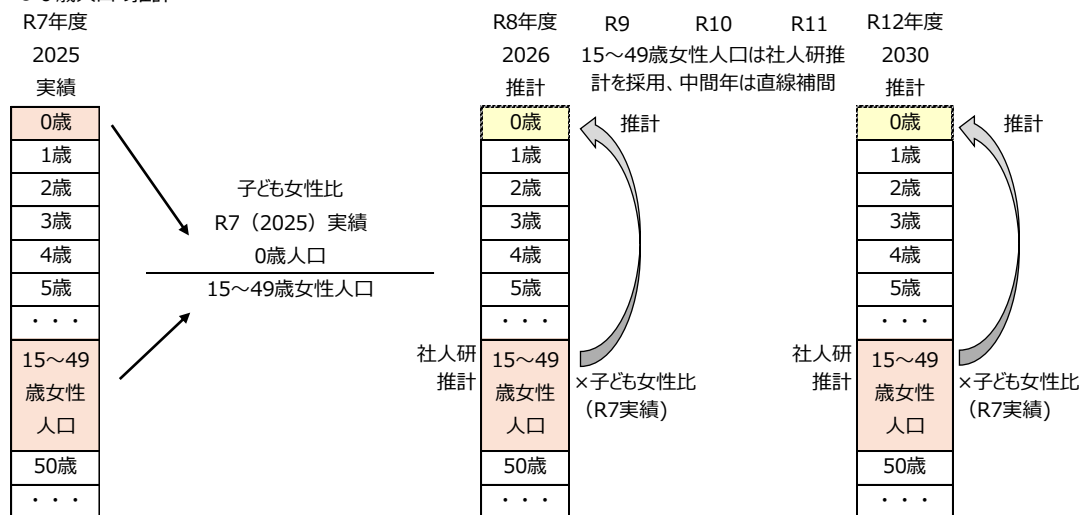 R7年度
2025
実績
0歳
1歳
2歳
3歳
4歳
5歳
・・・
15～49
歳女性
人口
50歳
・・・
子ども女性比
R7（2025）実績
0歳人口
15～49歳女性人口
R8年度
2026
推計
0歳
1歳
2歳
3歳
4歳
5歳
・・・
社人研
推計
15～49
歳女性
人口
50歳
・・・
推計
×子ども女性比
（R7実績)
R9 R10 R11
15～49歳女性人口は社人研推
計を採用、中間年は直線補間
R12年度
2030
推計
0歳
1歳
2歳
3歳
4歳
5歳
・・・
社人研
推計
15～49
歳女性
人口
50歳
・・・
推計
×子ども女性比
（R7実績)